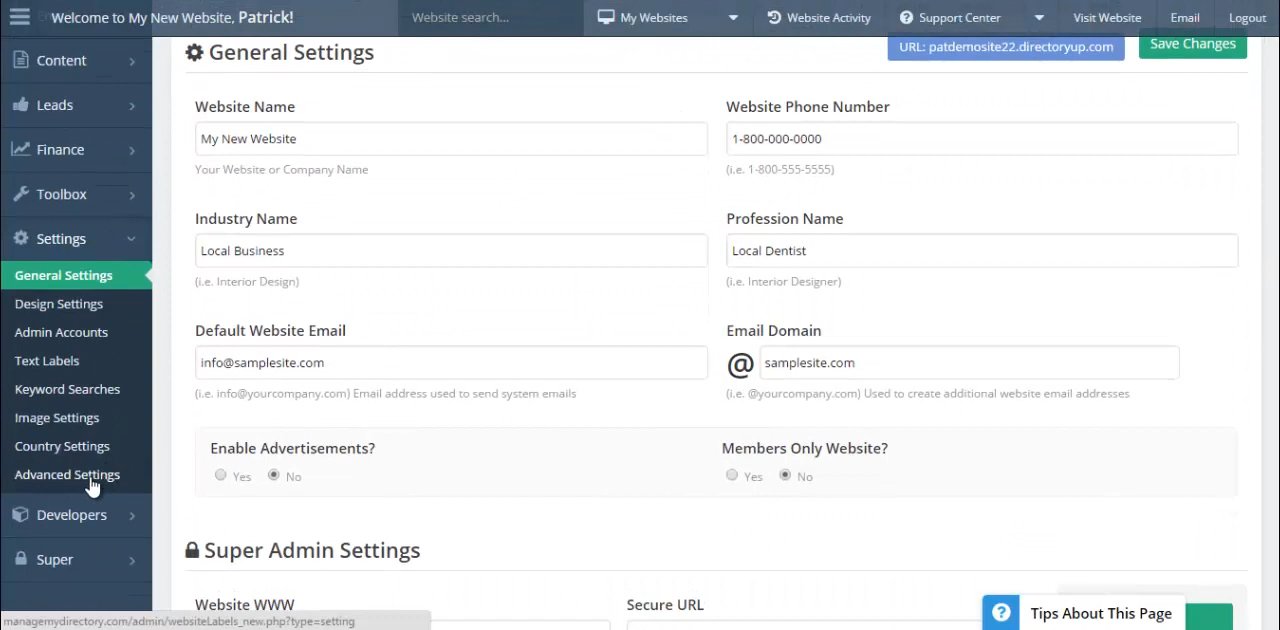 Welcome to My New Website, Patrick!
Website search...
My Websites
Website Activity
Support Center
Visit Website
Email
Logout
Content
Leads
Finance
Toolbox
Settings
General Settings
Design Settings
Admin Accounts
Text Labels
Keyword Searches
Image Settings
Country Settings
Advanced Settings
Developers
Super
General Settings
URL: patdemosite22.directoryup.com
Save Changes
Website Name
My New Website
Your Website or Company Name
Website Phone Number
1-800-000-0000
(i.e. 1-800-555-5555)
Industry Name
Local Business
(i.e. Interior Design)
Profession Name
Local Dentist
(i.e. Interior Designer)
Default Website Email
info@samplesite.com
(i.e. info@yourcompany.com) Email address used to send system emails
Email Domain
@ samplesite.com
(i.e. @yourcompany.com) Used to create additional website email addresses
Enable Advertisements?
Yes No
Members Only Website?
Yes No
Super Admin Settings
Website WWW
Secure URL
Tips About This Page
managemydirectory.com/admin/websiteLabels_new.php?type=setting